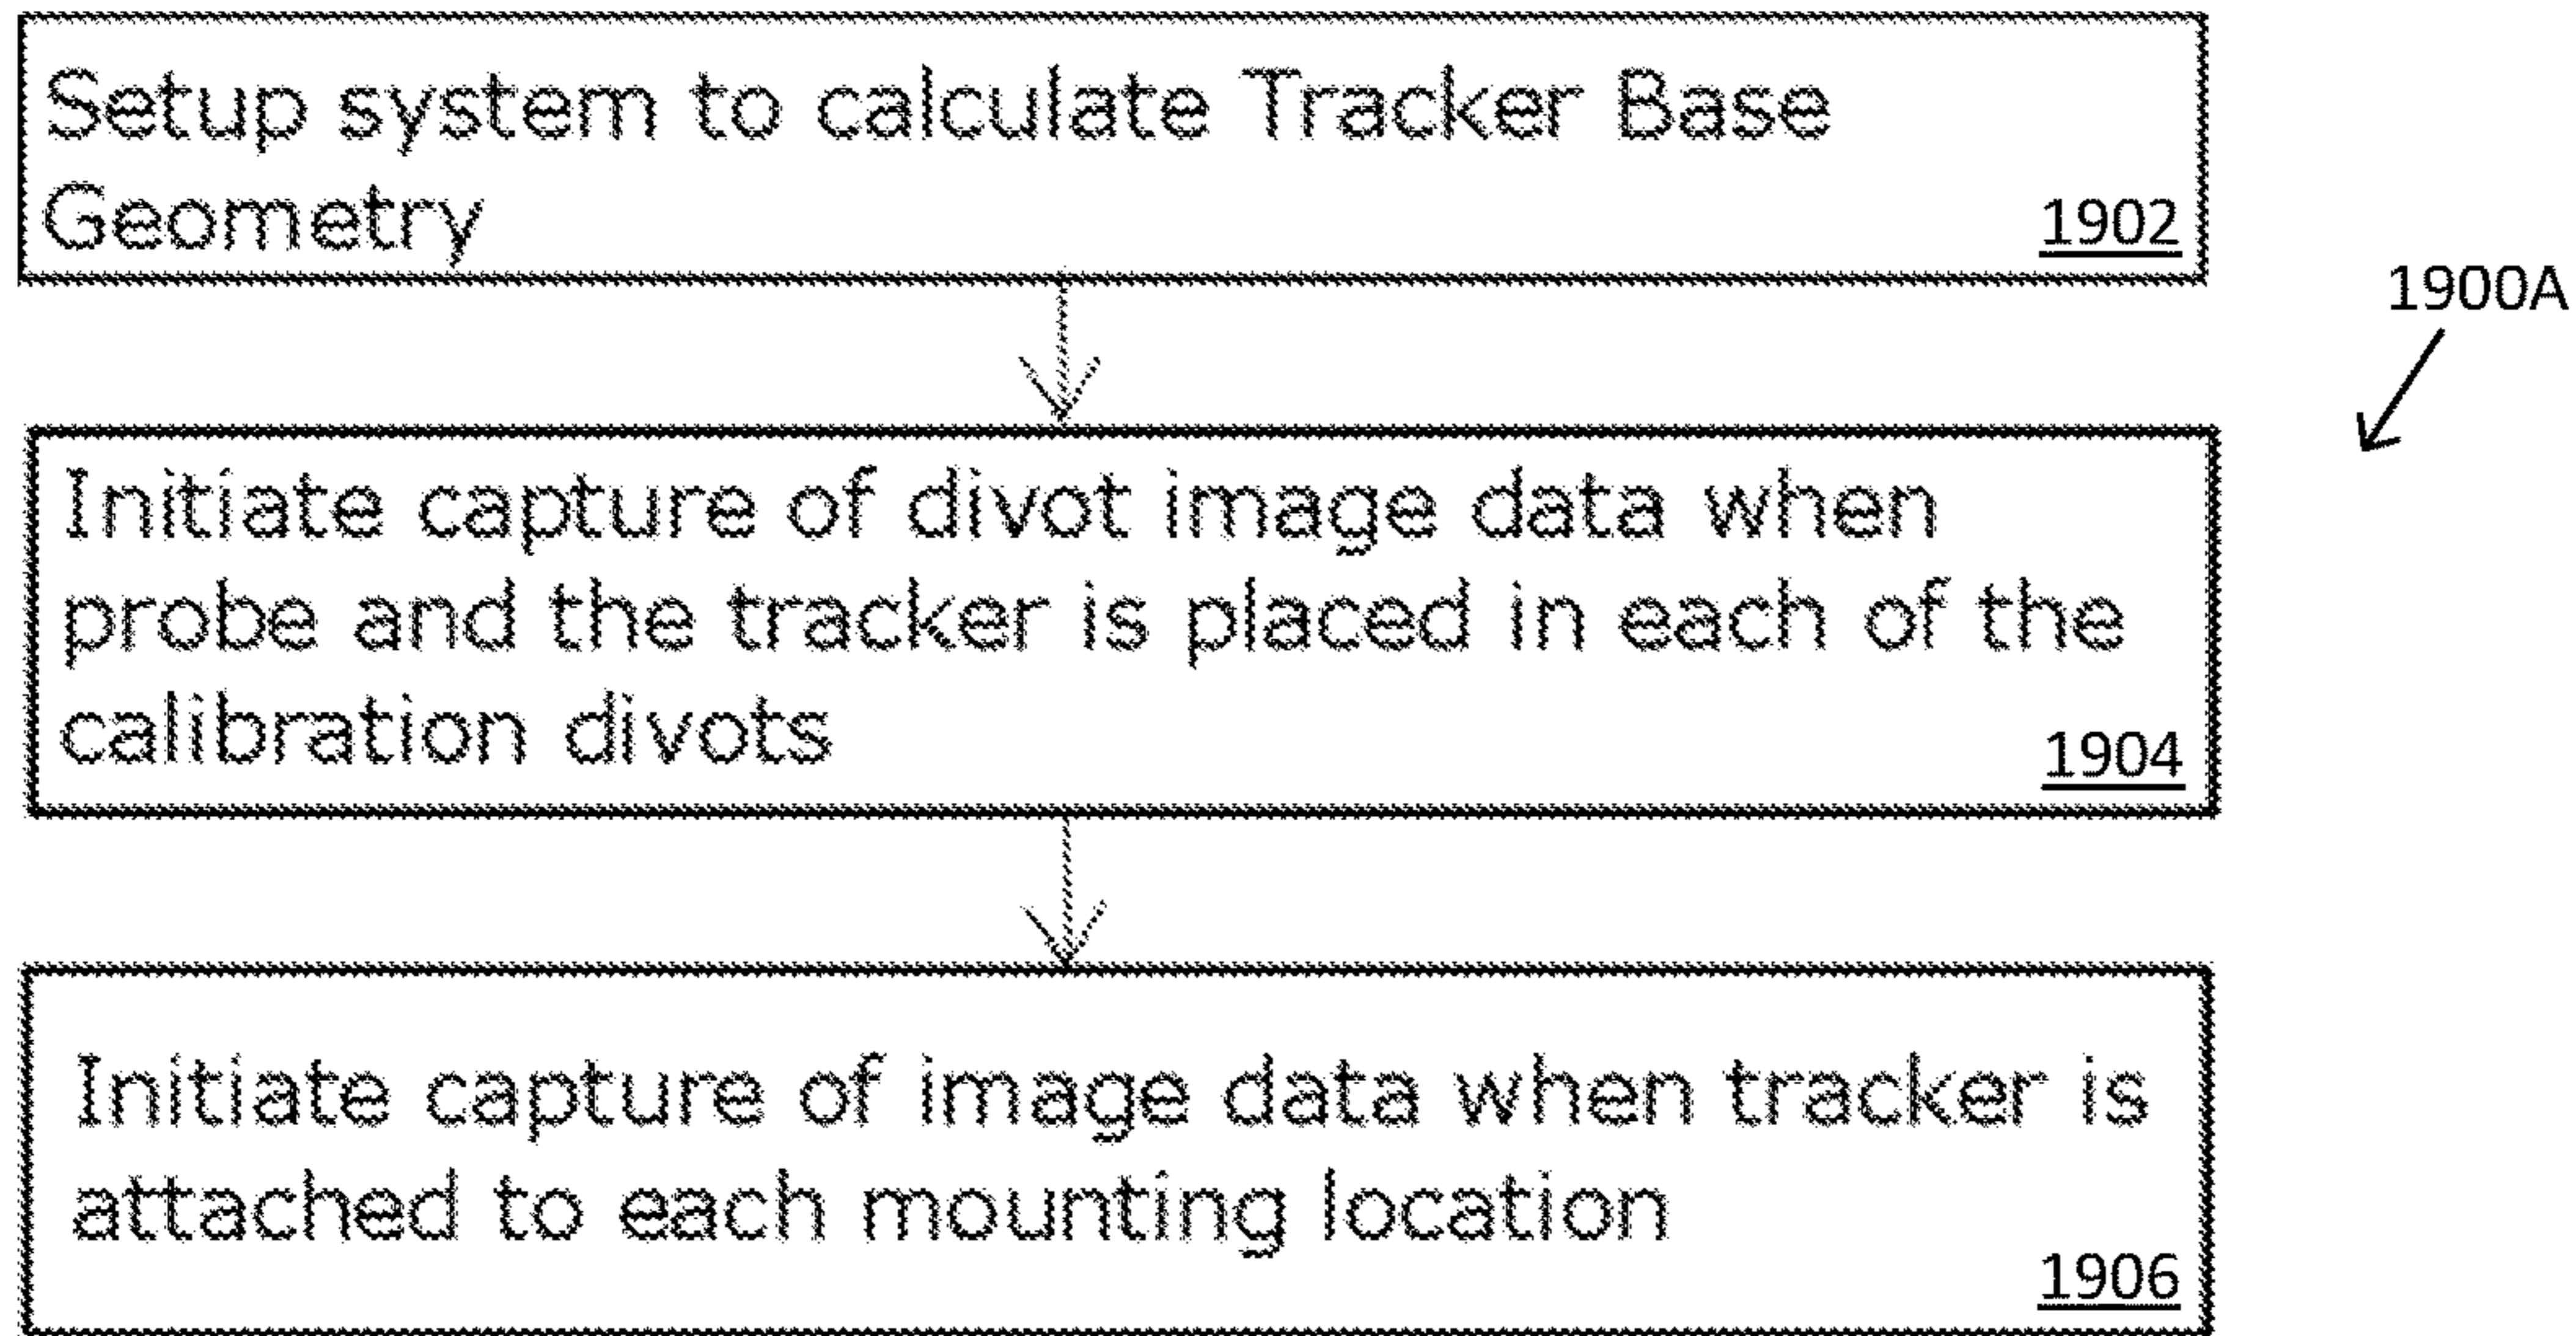 Setup system to calculate Tracker Base
Geometry
1902
1900A
Initiate capture of divot image data when
probe and the tracker is placed in each of the
calibration divots
1904
Initiate capture of image data when tracker is
attached to each mounting location
1906